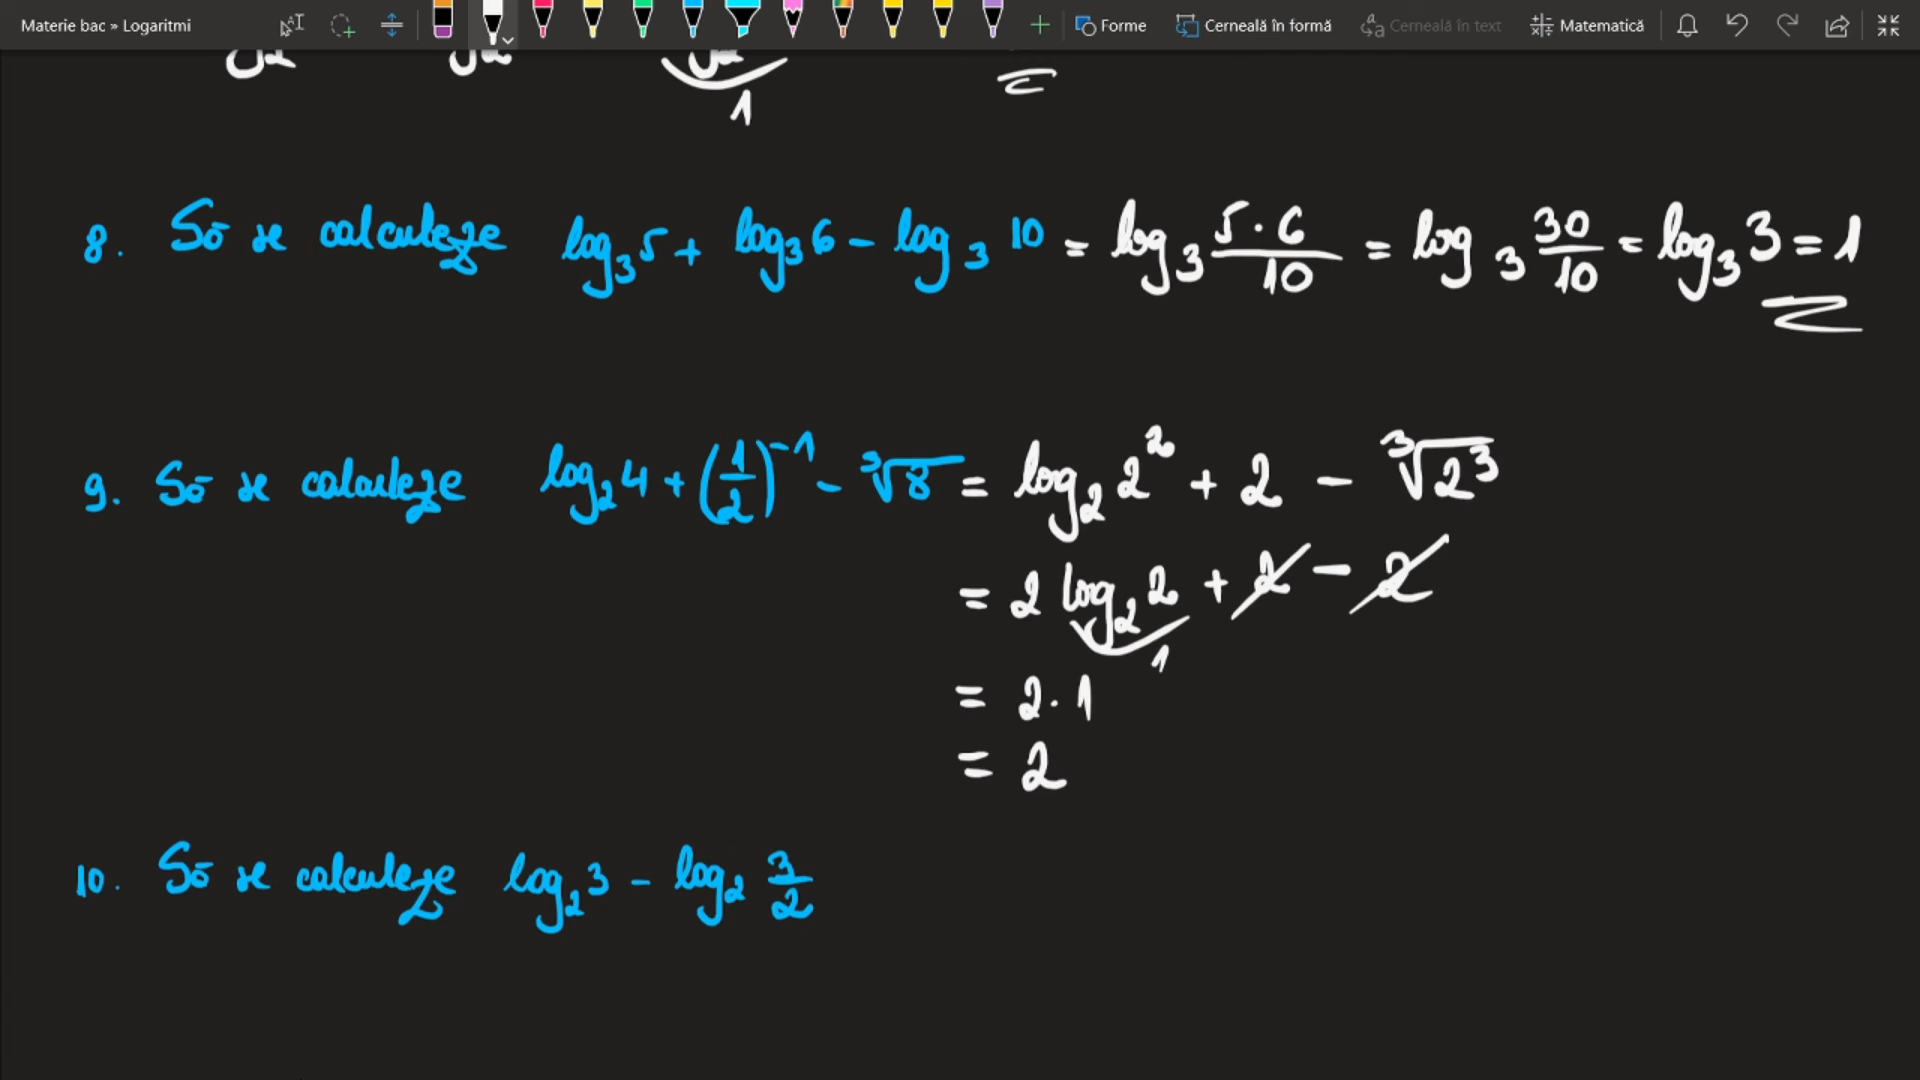 Materie bac » Logaritmi Forme Cerneală în formă Cerneală în text Matematică
1
8. Să se calculeze log₃5 + log₃6 - log₃10 = log₃ (5·6)/10 = log₃ 30/10 = log₃3 = 1
9. Să se calculeze log₂4 + (1/2)⁻¹ - ∛8 = log₂2² + 2 - ∛2³
= 2 log₂2 + 2 - 2
1
= 2·1
= 2
10. Să se calculeze log₂3 - log₂ 3/2